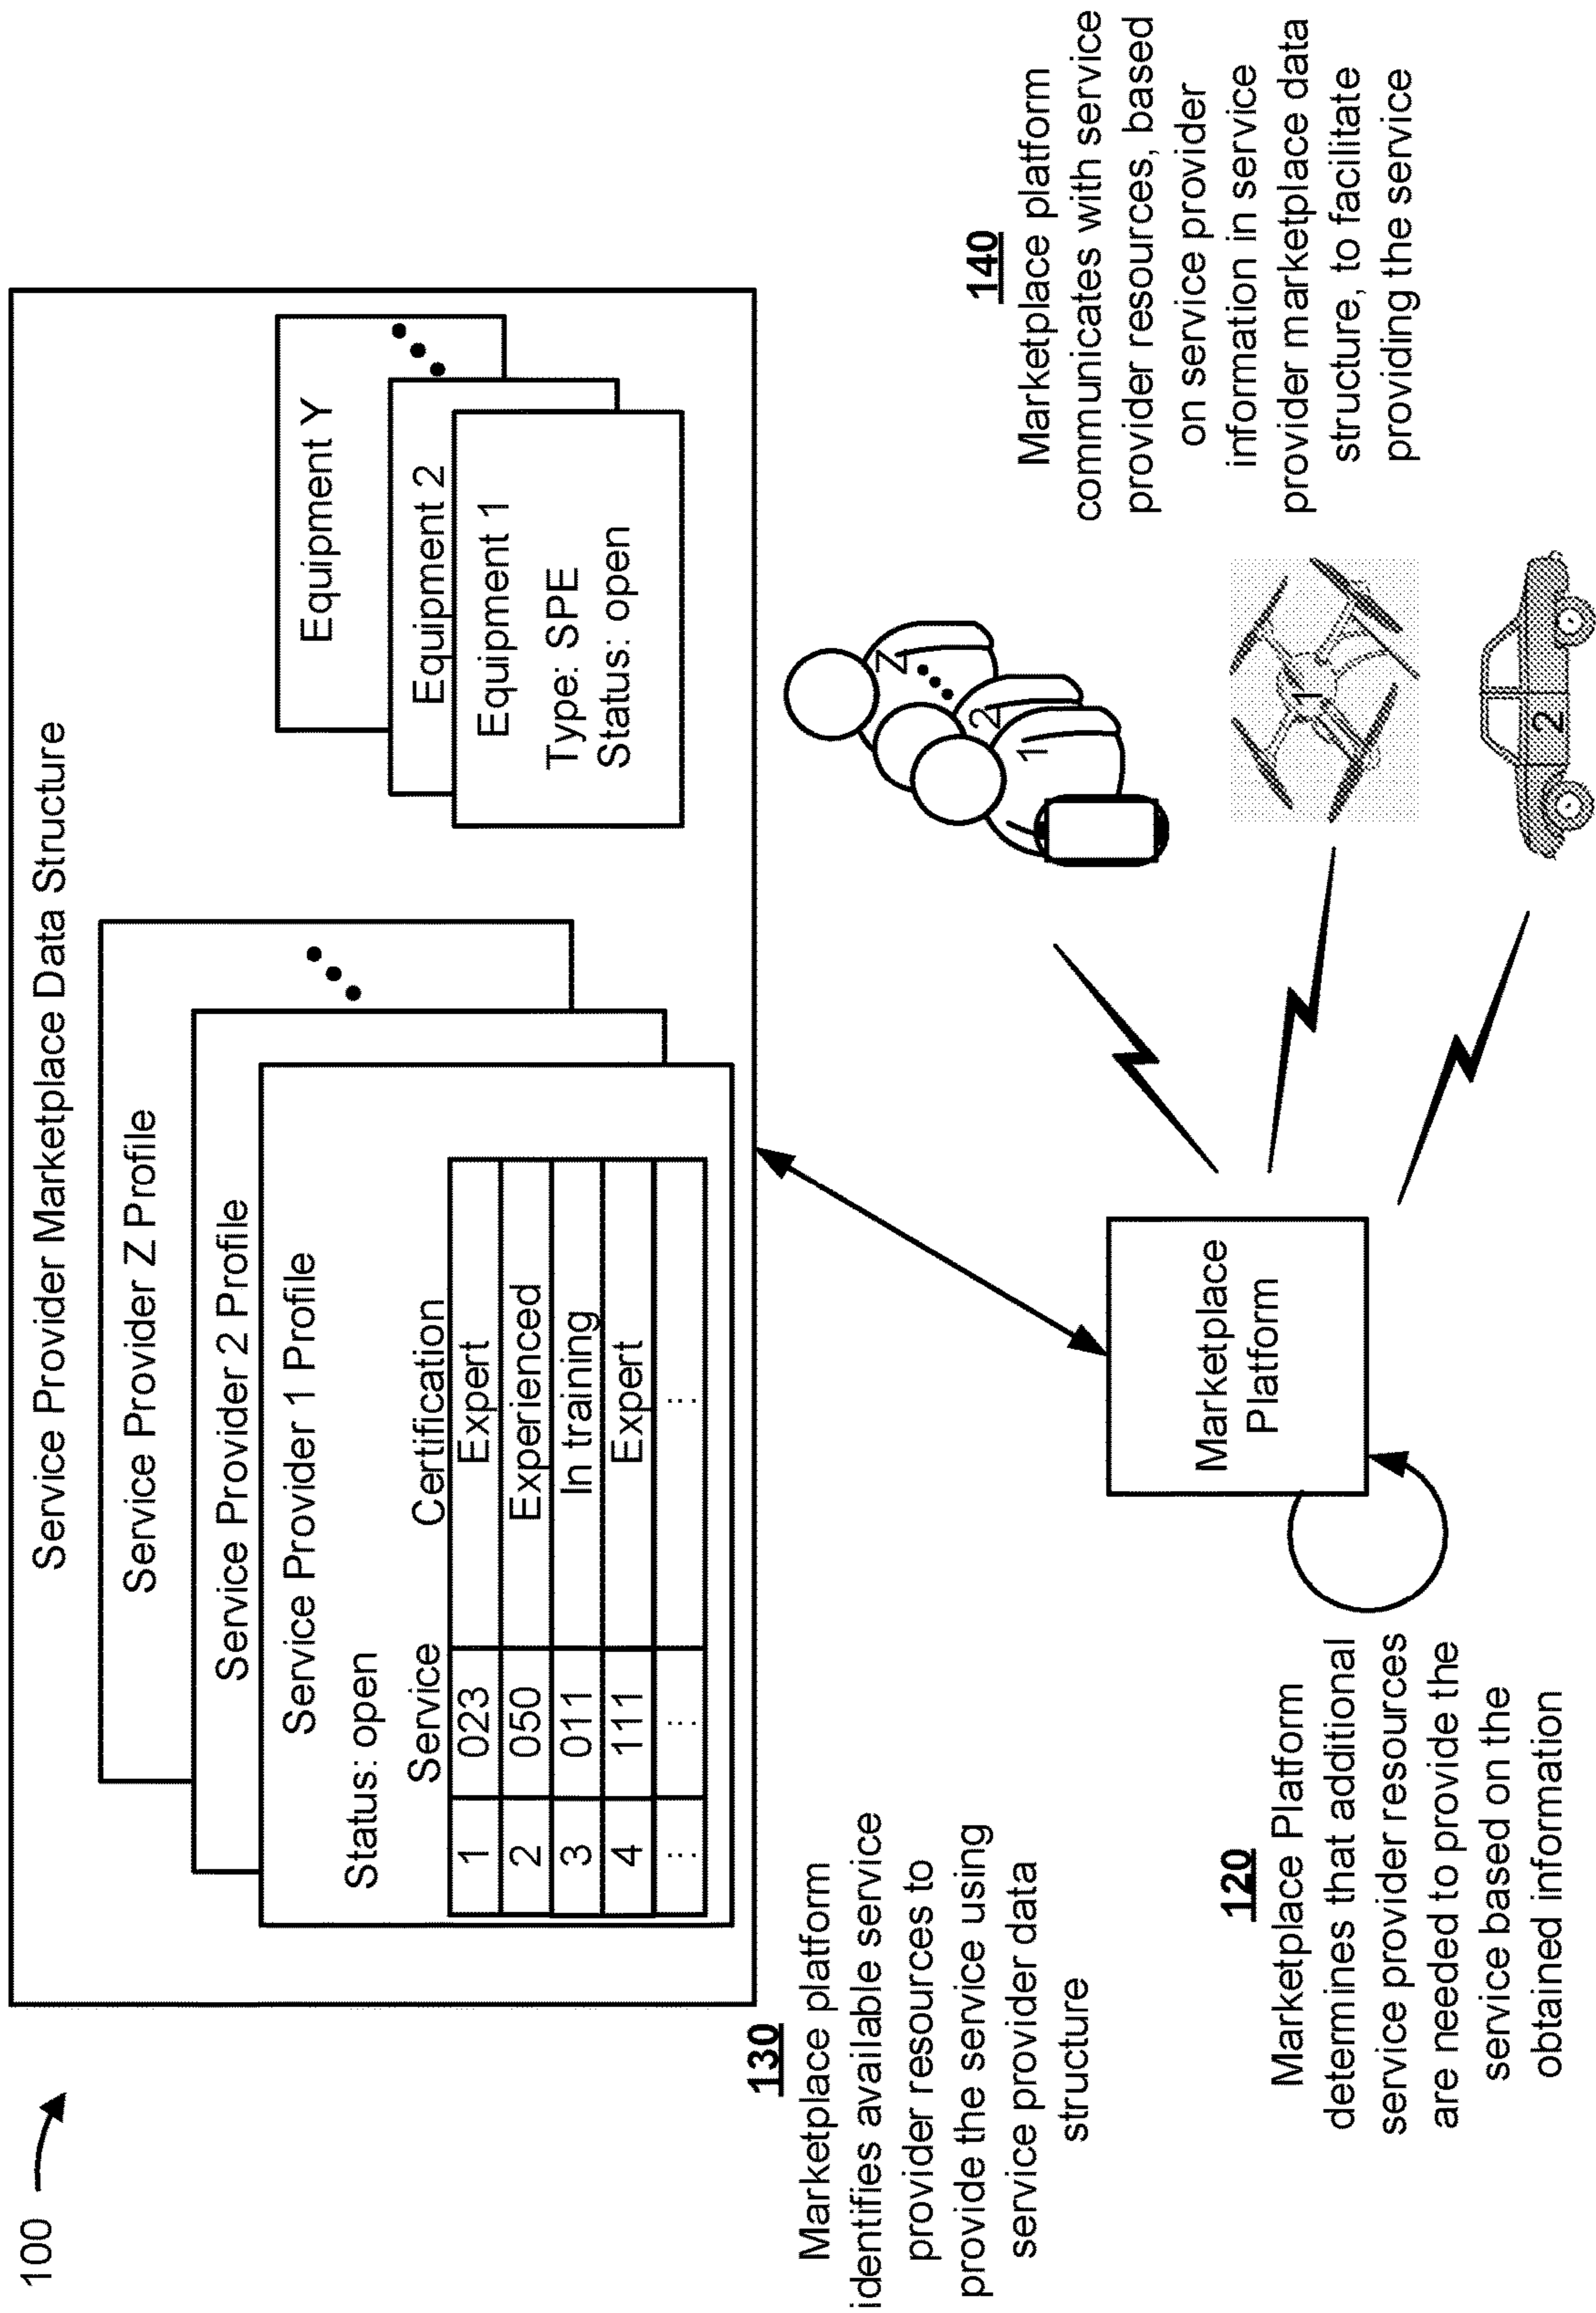 100
Service Provider Marketplace Data Structure
Service Provider Z Profile
Service Provider 2 Profile
Service Provider 1 Profile
Status: open
Service Certification
1 023 Expert
2 050 Experienced
3 011 In training
4 111 Expert
... ... ...
Equipment Y
Equipment 2
Equipment 1
Type: SPE
Status: open
130
Marketplace platform
identifies available service
provider resources to
provide the service using
service provider data
structure
Z
2
1
1
2
140
Marketplace platform
communicates with service
provider resources, based
on service provider
information in service
provider marketplace data
structure, to facilitate
providing the service
Marketplace
Platform
120
Marketplace Platform
determines that additional
service provider resources
are needed to provide the
service based on the
obtained information